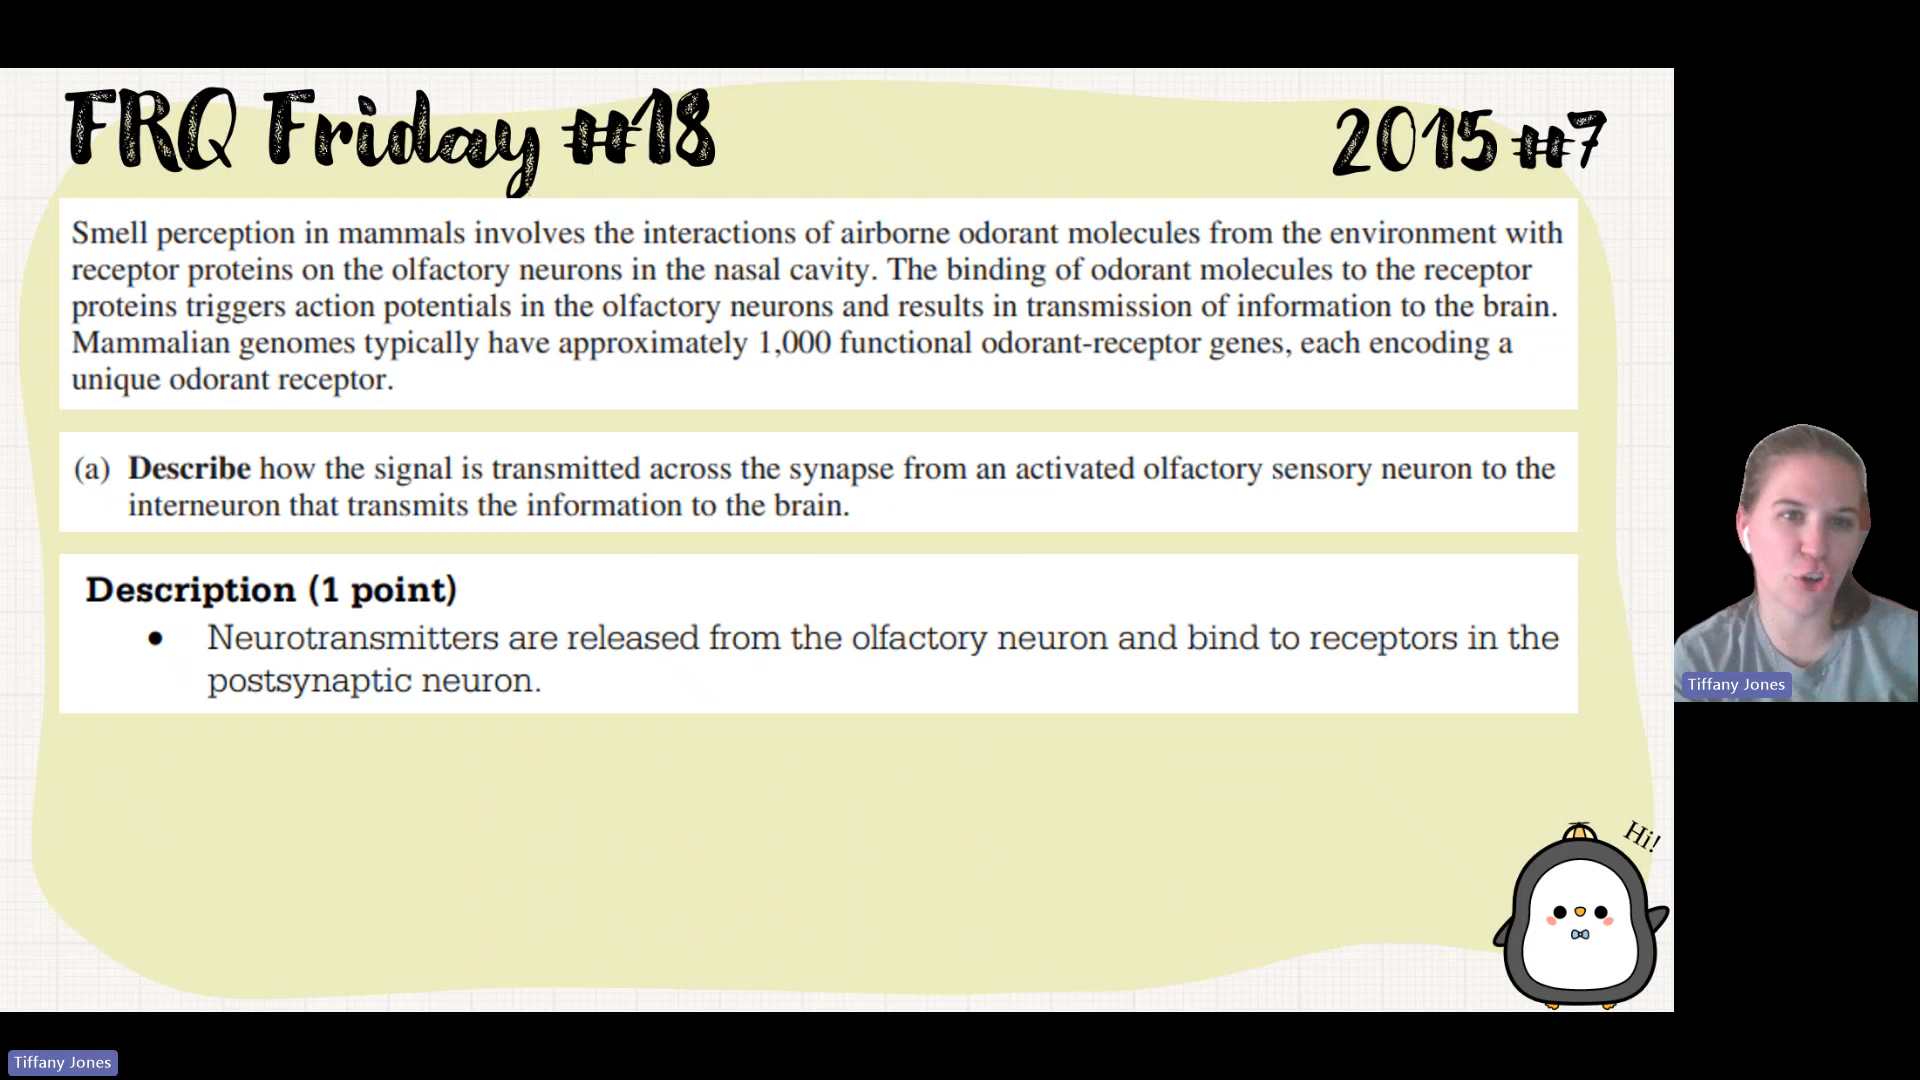 FRQ Friday #18
2015 #7
Smell perception in mammals involves the interactions of airborne odorant molecules from the environment with
receptor proteins on the olfactory neurons in the nasal cavity. The binding of odorant molecules to the receptor
proteins triggers action potentials in the olfactory neurons and results in transmission of information to the brain.
Mammalian genomes typically have approximately 1,000 functional odorant-receptor genes, each encoding a
unique odorant receptor.
(a) Describe how the signal is transmitted across the synapse from an activated olfactory sensory neuron to the
interneuron that transmits the information to the brain.
Description (1 point)
• Neurotransmitters are released from the olfactory neuron and bind to receptors in the
postsynaptic neuron.
Hi!
Tiffany Jones
Tiffany Jones